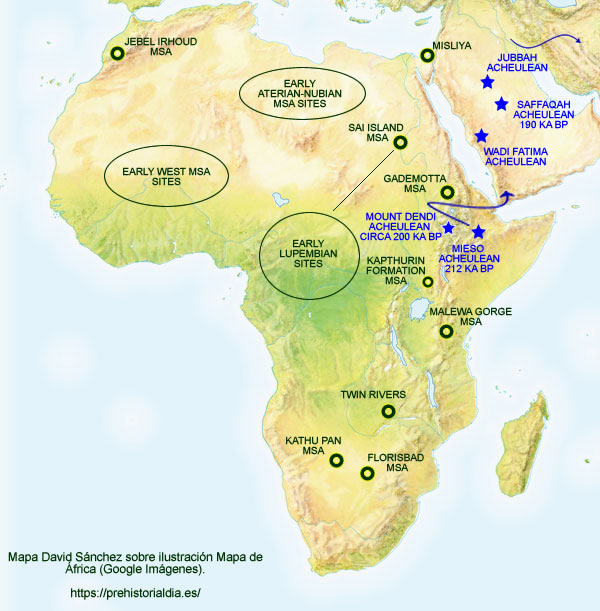 JEBEL IRHOUD
MSA
MISLIYA
JUBBAH
ACHEULEAN
EARLY
ATERIAN-NUBIAN
MSA SITES
SAFFAQAH
ACHEULEAN
190 KA BP
SAI ISLAND
MSA
WADI FATIMA
ACHEULEAN
EARLY WEST MSA
SITES
GADEMOTTA
MSA
MOUNT DENDI
ACHEULEAN
CIRCA 200 KA BP
EARLY
LUPEMBIAN
SITES
MIESO
ACHEULEAN
212 KA BP
KAPTHURIN
FORMATION
MSA
MALEWA GORGE
MSA
TWIN RIVERS
KATHU PAN
MSA
FLORISBAD
MSA
Mapa David Sánchez sobre ilustración Mapa de
África (Google Imágenes).
https://prehistorialdia.es/